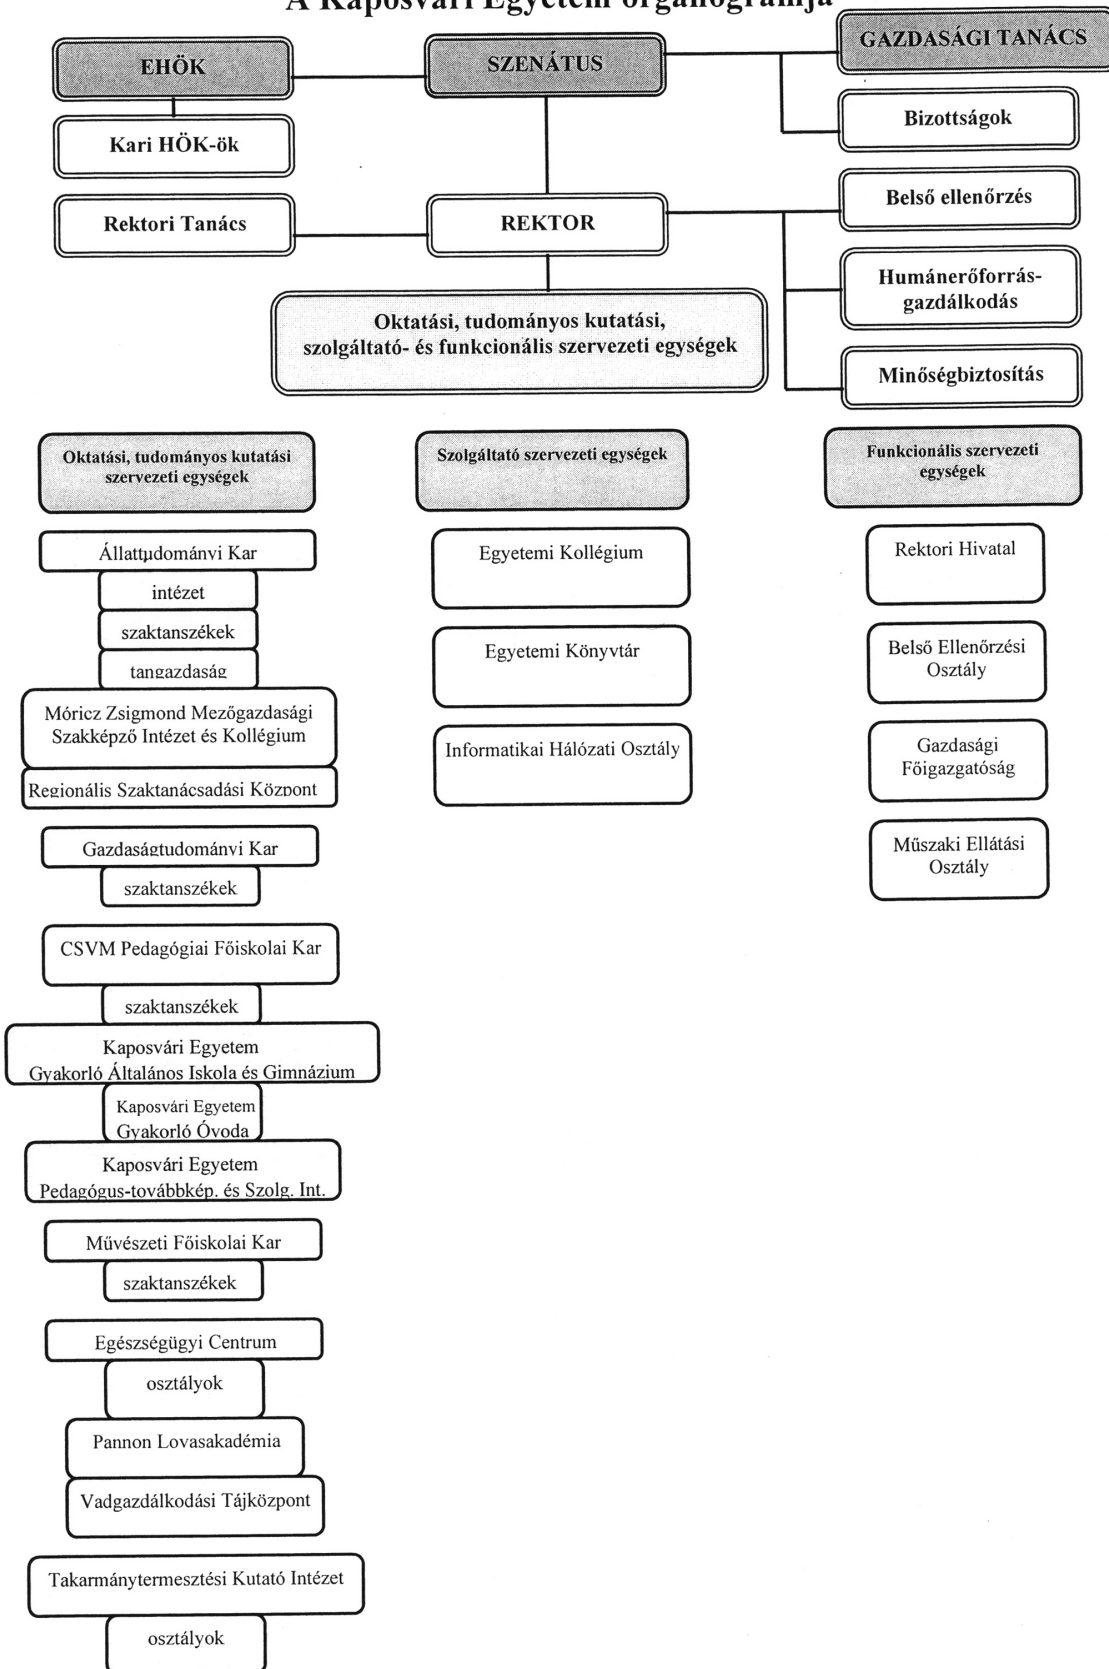 A Kaposvári Egyetem organogramja
EHÖK
SZENÁTUS
GAZDASÁGI TANÁCS
Kari HÖK-ök
Bizottságok
Rektori Tanács
REKTOR
Belső ellenőrzés
Humánerőforrás-
gazdálkodás
Minőségbiztosítás
Oktatási, tudományos kutatási,
szolgáltató- és funkcionális szervezeti egységek
Oktatási, tudományos kutatási
szervezeti egységek
Állattudományi Kar
intézet
szaktanszékek
tangazdaság
Móricz Zsigmond Mezőgazdasági
Szakképző Intézet és Kollégium
Regionális Szaktanácsadási Központ
Gazdaságtudományi Kar
szaktanszékek
CSVM Pedagógiai Főiskolai Kar
szaktanszékek
Kaposvári Egyetem
Gyakorló Általános Iskola és Gimnázium
Kaposvári Egyetem
Gyakorló Óvoda
Kaposvári Egyetem
Pedagógus-továbbkép. és Szolg. Int.
Művészeti Főiskolai Kar
szaktanszékek
Egészségügyi Centrum
osztályok
Pannon Lovasakadémia
Vadgazdálkodási Tájközpont
Takarmánytermesztési Kutató Intézet
osztályok
Szolgáltató szervezeti egységek
Egyetemi Kollégium
Egyetemi Könyvtár
Informatikai Hálózati Osztály
Funkcionális szervezeti
egységek
Rektori Hivatal
Belső Ellenőrzési
Osztály
Gazdasági
Főigazgatóság
Műszaki Ellátási
Osztály